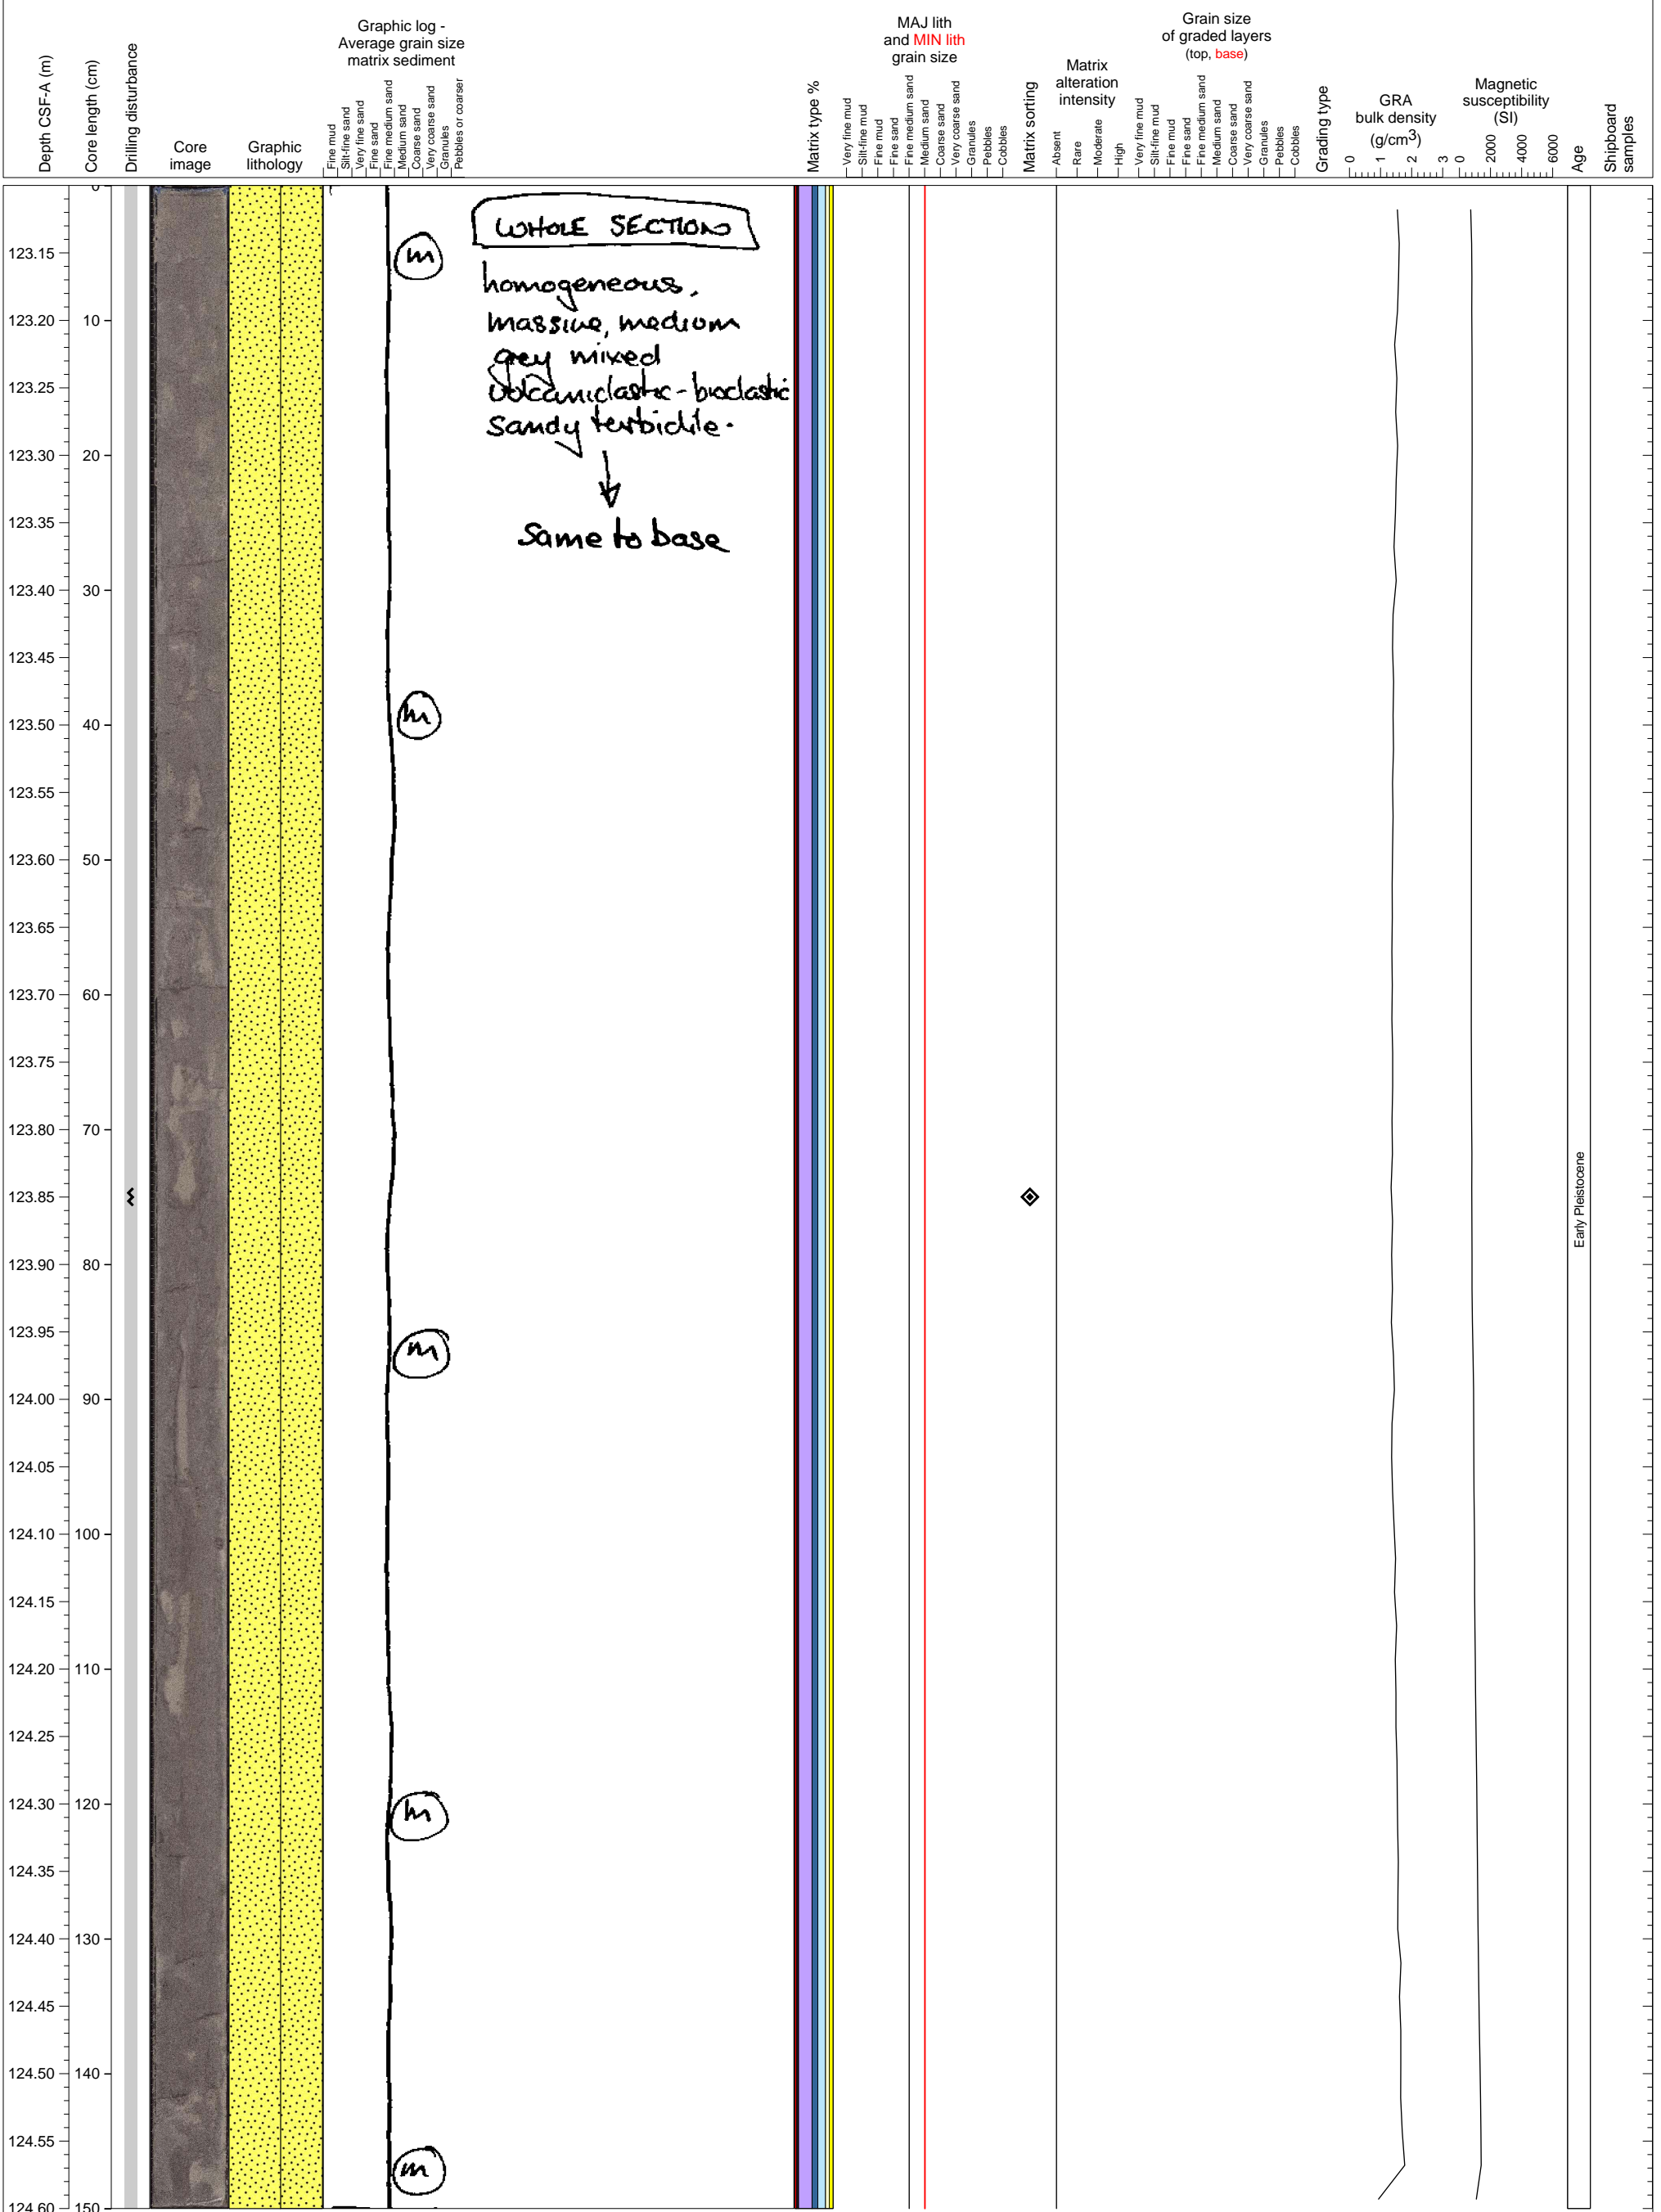 Depth CSF-A (m)
Core length (cm)
Drilling disturbance
Core
image
Graphic
lithology
Graphic log -
Average grain size
matrix sediment
Fine mud
Silt-fine sand
Very fine sand
Fine sand
Fine medium sand
Medium sand
Coarse sand
Very coarse sand
Granules
Pebbles or coarser
Matrix type %
MAJ lith
and MIN lith
grain size
Very fine mud
Silt-fine mud
Fine mud
Fine sand
Fine medium sand
Medium sand
Coarse sand
Very coarse sand
Granules
Pebbles
Cobbles
Matrix sorting
Matrix
alteration
intensity
Absent
Rare
Moderate
High
Grain size
of graded layers
(top, base)
Very fine mud
Silt-fine mud
Fine mud
Fine sand
Fine medium sand
Medium sand
Coarse sand
Very coarse sand
Granules
Pebbles
Cobbles
Grading type
GRA
bulk density
(g/cm3)
0 1 2 3
Magnetic
susceptibility
(SI)
0 2000 4000 6000
Age
Shipboard
samples
0
123.15
123.20 10
123.25
123.30 20
123.35
123.40 30
123.45
123.50 40
123.55
123.60 50
123.65
123.70 60
123.75
123.80 70
123.85
123.90 80
123.95
124.00 90
124.05
124.10 100
124.15
124.20 110
124.25
124.30 120
124.35
124.40 130
124.45
124.50 140
124.55
124.60 150
WHOLE SECTION
homogeneous.
massive, medium
grey mixed
volcaniclastic-bioclastic
sandy terbidile.
Same to base
m
m
m
m
m
Early Pleistocene